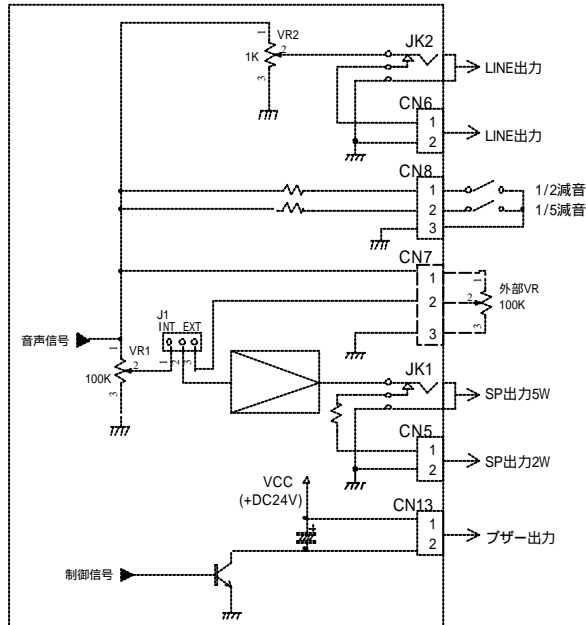 1
VR2
2
1K
3
JK2
LINE出力
CN6
1
2
LINE出力
CN8
1
2
3
1/2減音
1/5減音
CN7
1
2
3
1
2
3
外部VR
100K
音声信号
1
VR1
2
100K
3
J1
INT EXT
1
2
3
JK1
SP出力5W
CN5
1
2
SP出力2W
VCC
(+DC24V)
+
CN13
1
2
ブザー出力
制御信号